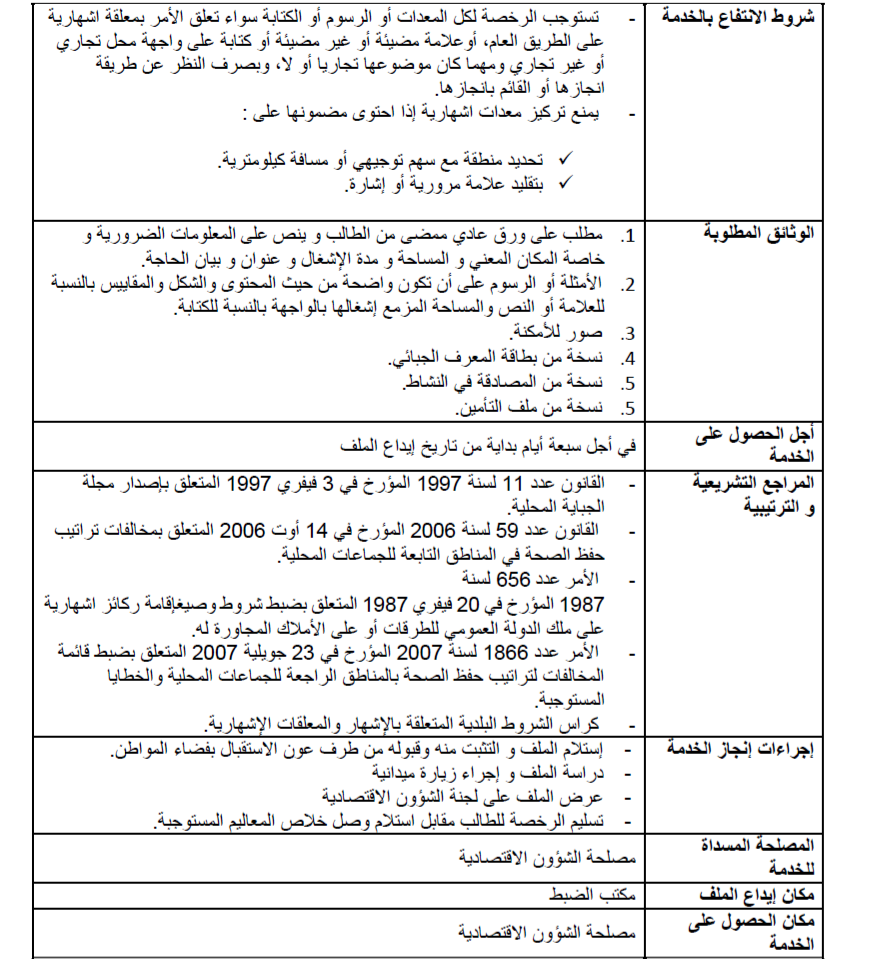 شروط الانتفاع بالخدمة
- تستوجب الرخصة لكل المعدات أو الرسوم أو الكتابة سواء تعلق الأمر بمعلقة اشهارية
على الطريق العام، أوعلامة مضيئة أو غير مضيئة أو كتابة على واجهة محل تجاري
أو غير تجاري ومهما كان موضوعها تجاريا أو لا، وبصرف النظر عن طريقة
انجازها أو القائم بانجازها.
- يمنع تركيز معدات اشهارية إذا احتوى مضمونها على :
✓ تحديد منطقة مع سهم توجيهي أو مسافة كيلومترية.
✓ بتقليد علامة مرورية أو إشارة.
الوثائق المطلوبة
1. مطلب على ورق عادي ممضى من الطالب و ينص على المعلومات الضرورية و
خاصة المكان المعني و المساحة و مدة الإشغال و عنوان و بيان الحاجة.
2. الأمثلة أو الرسوم على أن تكون واضحة من حيث المحتوى والشكل والمقاييس بالنسبة
للعلامة أو النص والمساحة المزمع إشغالها بالواجهة بالنسبة للكتابة.
3. صور للأمكنة.
4. نسخة من بطاقة المعرف الجبائي.
5. نسخة من المصادقة في النشاط.
5. نسخة من ملف التأمين.
أجل الحصول على
الخدمة
في أجل سبعة أيام بداية من تاريخ إيداع الملف
المراجع التشريعية
و الترتيبية
- القانون عدد 11 لسنة 1997 المؤرخ في 3 فيفري 1997 المتعلق بإصدار مجلة
الجباية المحلية.
- القانون عدد 59 لسنة 2006 المؤرخ في 14 أوت 2006 المتعلق بمخالفات تراتيب
حفظ الصحة في المناطق التابعة للجماعات المحلية.
- الأمر عدد 656 لسنة
1987 المؤرخ في 20 فيفري 1987 المتعلق بضبط شروط وصيغإقامة ركائز اشهارية
على ملك الدولة العمومي للطرقات أو على الأملاك المجاورة له.
- الأمر عدد 1866 لسنة 2007 المؤرخ في 23 جويلية 2007 المتعلق بضبط قائمة
المخالفات لتراتيب حفظ الصحة بالمناطق الراجعة للجماعات المحلية والخطايا
المستوجبة.
- كراس الشروط البلدية المتعلقة بالإشهار والمعلقات الإشهارية.
إجراءات إنجاز الخدمة
- إستلام الملف و التثبت منه وقبوله من طرف عون الاستقبال بفضاء المواطن.
- دراسة الملف و إجراء زيارة ميدانية
- عرض الملف على لجنة الشؤون الاقتصادية
- تسليم الرخصة للطالب مقابل استلام وصل خلاص المعاليم المستوجبة.
المصلحة المسداة
للخدمة
مصلحة الشؤون الاقتصادية
مكان إيداع الملف
مكتب الضبط
مكان الحصول على
الخدمة
مصلحة الشؤون الاقتصادية